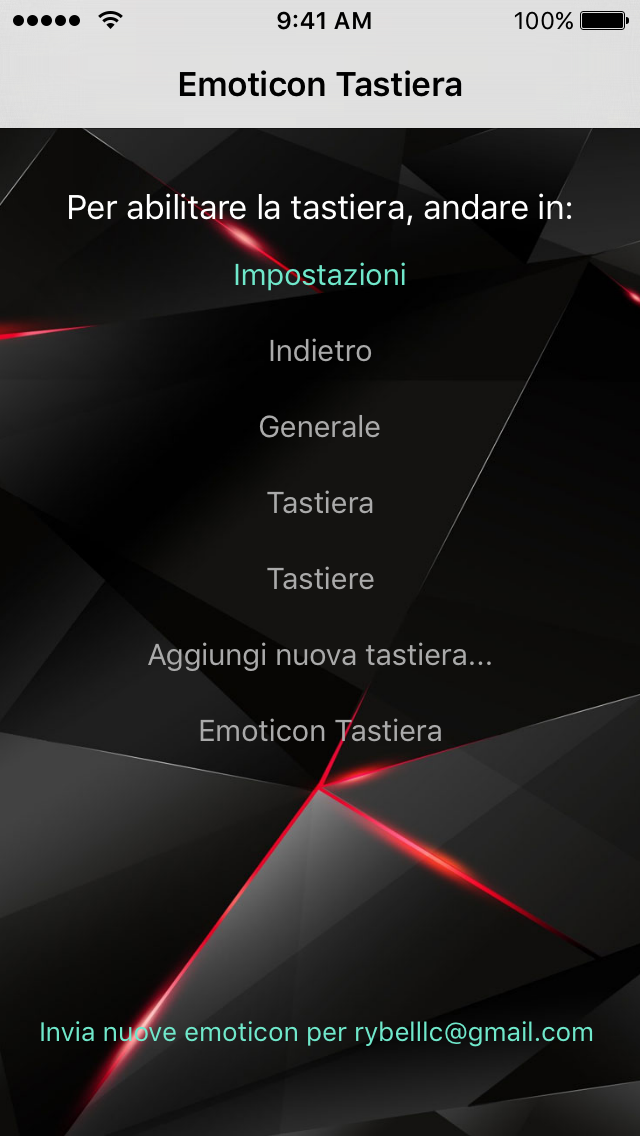 9:41 AM
100%
Emoticon Tastiera
Per abilitare la tastiera, andare in:
Impostazioni
Indietro
Generale
Tastiera
Tastiere
Aggiungi nuova tastiera...
Emoticon Tastiera
Invia nuove emoticon per rybelllc@gmail.com